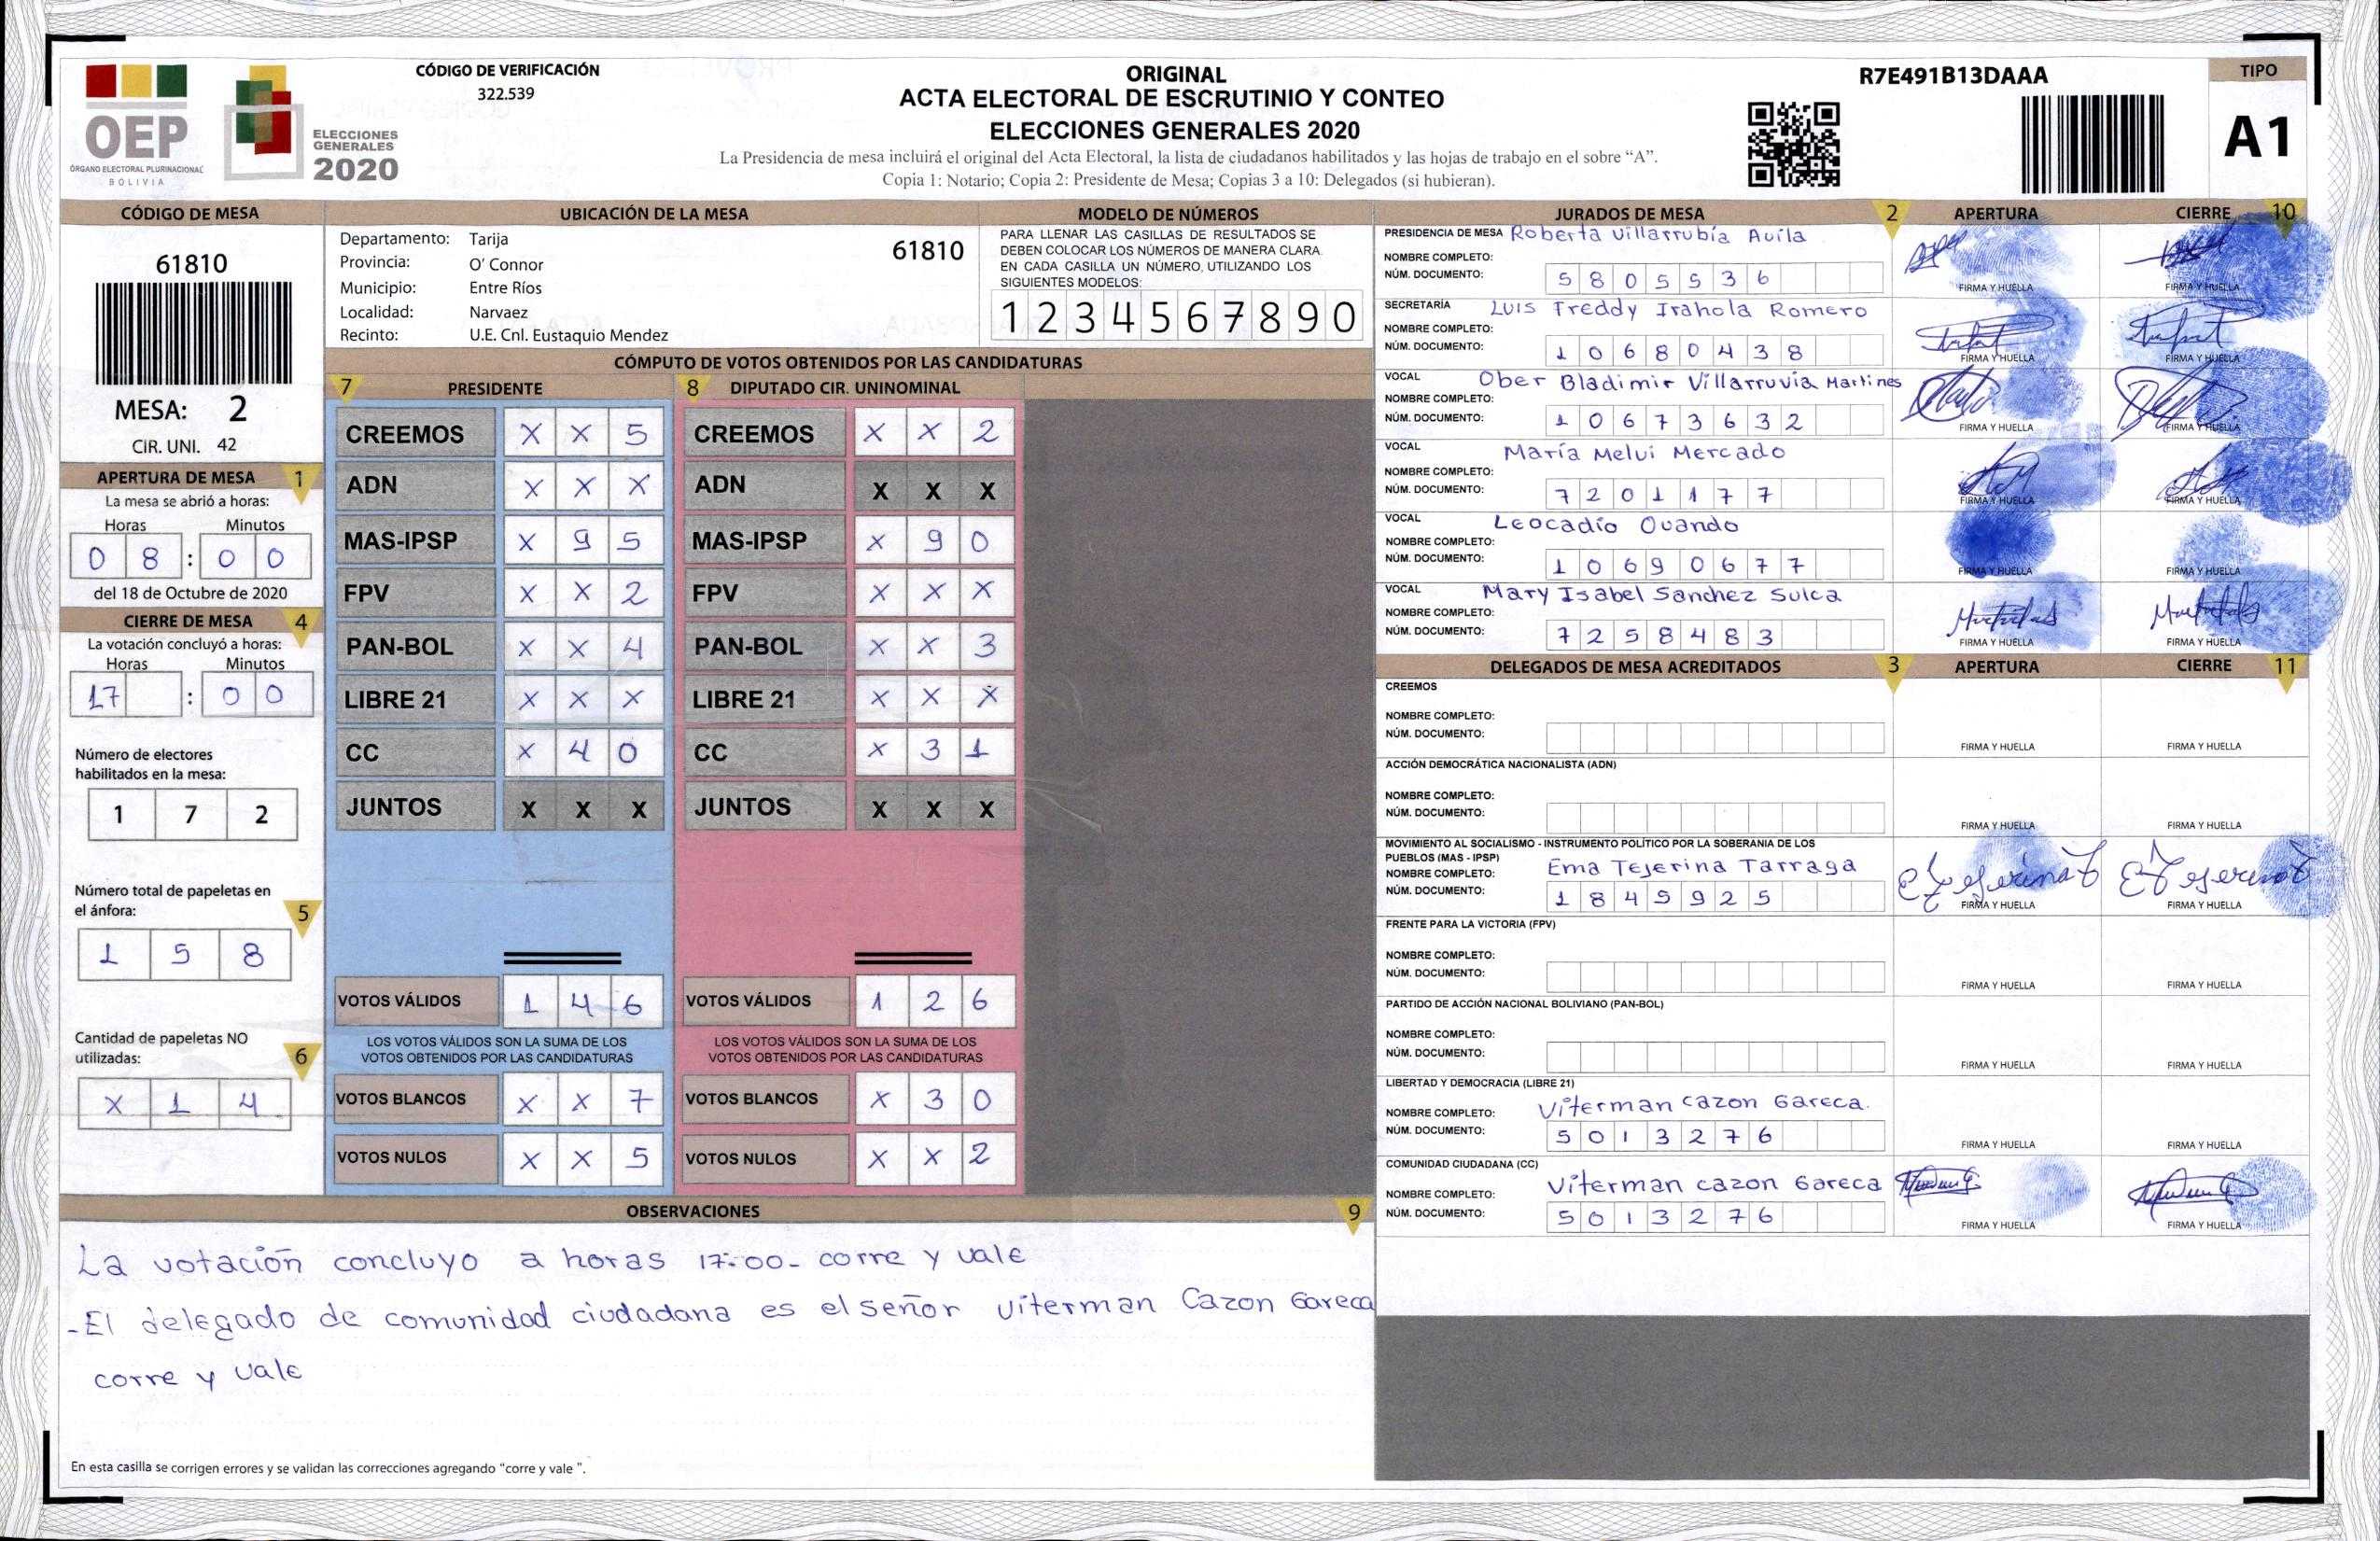 CÓDIGO DE VERIFICACIÓN
322.539
OEP
ÓRGANO ELECTORAL PLURINACIONAL
BOLIVIA
ELECCIONES
GENERALES
2020
ORIGINAL
ACTA ELECTORAL DE ESCRUTINIO Y CONTEO
ELECCIONES GENERALES 2020
La Presidencia de mesa incluirá el original del Acta Electoral, la lista de ciudadanos habilitados y las hojas de trabajo en el sobre “A”.
Copia 1: Notario; Copia 2: Presidente de Mesa; Copias 3 a 10: Delegados (si hubieran).
R7E491B13DAAA
TIPO
A1
CÓDIGO DE MESA
61810
MESA: 2
CIR. UNI. 42
APERTURA DE MESA 1
La mesa se abrió a horas:
Horas Minutos
0 8 : 0 0
del 18 de Octubre de 2020
CIERRE DE MESA 4
La votación concluyó a horas:
Horas Minutos
17 : 0 0
Número de electores
habilitados en la mesa:
1 7 2
Número total de papeletas en
el ánfora: 5
1 5 8
Cantidad de papeletas NO
utilizadas: 6
X 1 4
UBICACIÓN DE LA MESA
Departamento: Tarija
61810
Provincia: O' Connor
Municipio: Entre Ríos
Localidad: Narvaez
Recinto: U.E. Cnl. Eustaquio Mendez
MODELO DE NÚMEROS
PARA LLENAR LAS CASILLAS DE RESULTADOS SE
DEBEN COLOCAR LOS NÚMEROS DE MANERA CLARA.
EN CADA CASILLA UN NÚMERO, UTILIZANDO LOS
SIGUIENTES MODELOS:
1 2 3 4 5 6 7 8 9 0
CÓMPUTO DE VOTOS OBTENIDOS POR LAS CANDIDATURAS
7 PRESIDENTE
CREEMOS X X 5
ADN X X X
MAS-IPSP X 9 5
FPV X X 2
PAN-BOL X X 4
LIBRE 21 X X X
CC X 4 0
JUNTOS X X X
VOTOS VÁLIDOS 1 4 6
LOS VOTOS VÁLIDOS SON LA SUMA DE LOS
VOTOS OBTENIDOS POR LAS CANDIDATURAS
VOTOS BLANCOS X X 7
VOTOS NULOS X X 5
8 DIPUTADO CIR. UNINOMINAL
CREEMOS X X 2
ADN X X X
MAS-IPSP X 9 0
FPV X X X
PAN-BOL X X 3
LIBRE 21 X X X
CC X 3 1
JUNTOS X X X
VOTOS VÁLIDOS 1 2 6
LOS VOTOS VÁLIDOS SON LA SUMA DE LOS
VOTOS OBTENIDOS POR LAS CANDIDATURAS
VOTOS BLANCOS X 3 0
VOTOS NULOS X X 2
OBSERVACIONES 9
La votación concluyo a horas 17:00- corre y vale
- El delegado de comunidad ciudadana es el señor Viterman Cazon Gareca
corre y vale
En esta casilla se corrigen errores y se validan las correcciones agregando “corre y vale ”.
JURADOS DE MESA 2 APERTURA CIERRE 10
PRESIDENCIA DE MESA Roberta Villarrubía Avíla
NOMBRE COMPLETO:
NÚM. DOCUMENTO: 5 8 0 5 5 3 6
FIRMA Y HUELLA FIRMA Y HUELLA
SECRETARÍA Luis Freddy Irahola Romero
NOMBRE COMPLETO:
NÚM. DOCUMENTO: 1 0 6 8 0 4 3 8
FIRMA Y HUELLA FIRMA Y HUELLA
VOCAL Ober Bladimir Villarruvia Martines
NOMBRE COMPLETO:
NÚM. DOCUMENTO: 1 0 6 7 3 6 3 2
FIRMA Y HUELLA FIRMA Y HUELLA
VOCAL María Melvi Mercado
NOMBRE COMPLETO:
NÚM. DOCUMENTO: 7 2 0 1 1 7 7
FIRMA Y HUELLA FIRMA Y HUELLA
VOCAL Leocadío Ovando
NOMBRE COMPLETO:
NÚM. DOCUMENTO: 1 0 6 9 0 6 7 7
FIRMA Y HUELLA FIRMA Y HUELLA
VOCAL Mary Isabel Sanchez Sulca
NOMBRE COMPLETO:
NÚM. DOCUMENTO: 7 2 5 8 4 8 3
FIRMA Y HUELLA FIRMA Y HUELLA
DELEGADOS DE MESA ACREDITADOS 3 APERTURA CIERRE 11
CREEMOS
NOMBRE COMPLETO:
NÚM. DOCUMENTO:
FIRMA Y HUELLA FIRMA Y HUELLA
ACCIÓN DEMOCRÁTICA NACIONALISTA (ADN)
NOMBRE COMPLETO:
NÚM. DOCUMENTO:
FIRMA Y HUELLA FIRMA Y HUELLA
MOVIMIENTO AL SOCIALISMO - INSTRUMENTO POLÍTICO POR LA SOBERANIA DE LOS
PUEBLOS (MAS - IPSP)
NOMBRE COMPLETO: Ema Tejerina Tarraga
NÚM. DOCUMENTO: 1 8 4 5 9 2 5
FIRMA Y HUELLA FIRMA Y HUELLA
FRENTE PARA LA VICTORIA (FPV)
NOMBRE COMPLETO:
NÚM. DOCUMENTO:
FIRMA Y HUELLA FIRMA Y HUELLA
PARTIDO DE ACCIÓN NACIONAL BOLIVIANO (PAN-BOL)
NOMBRE COMPLETO:
NÚM. DOCUMENTO:
FIRMA Y HUELLA FIRMA Y HUELLA
LIBERTAD Y DEMOCRACIA (LIBRE 21)
NOMBRE COMPLETO: Viterman Cazon Gareca.
NÚM. DOCUMENTO: 5 0 1 3 2 7 6
FIRMA Y HUELLA FIRMA Y HUELLA
COMUNIDAD CIUDADANA (CC)
NOMBRE COMPLETO: Viterman Cazon Gareca
NÚM. DOCUMENTO: 5 0 1 3 2 7 6
FIRMA Y HUELLA FIRMA Y HUELLA